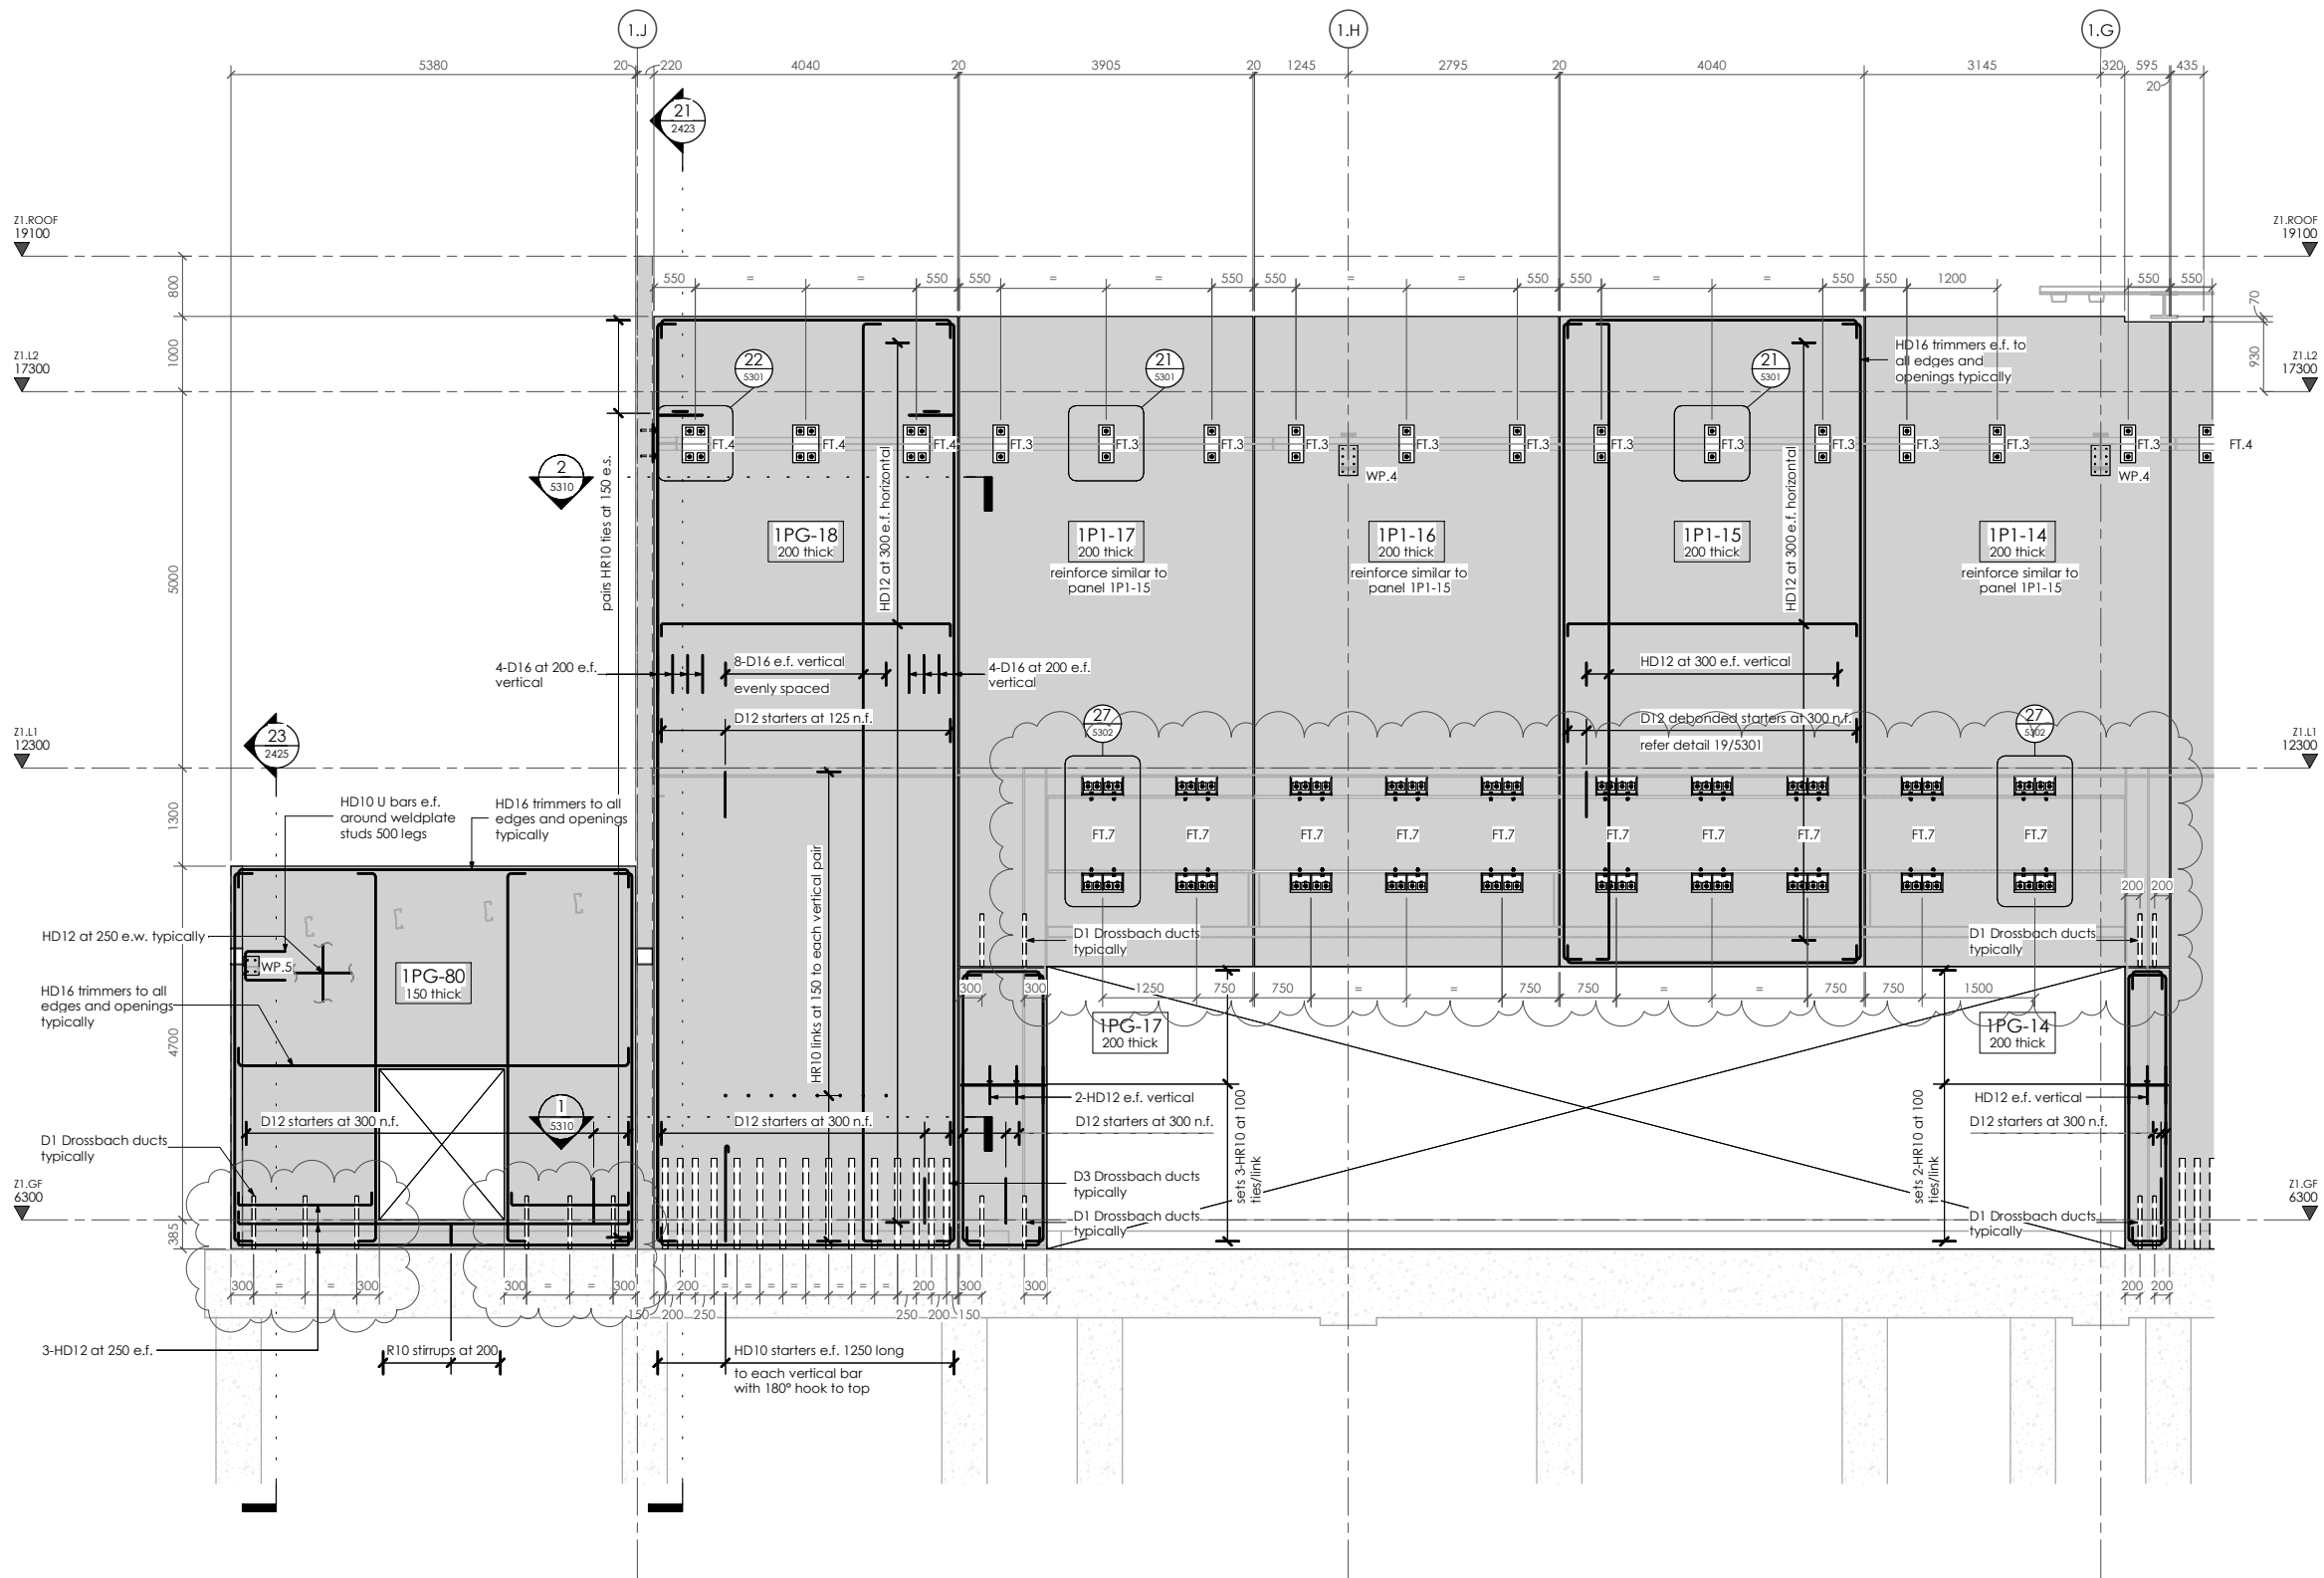 1.J
1.H
1.G
5380
20
220
4040
20
3905
20
1245
2795
20
4040
3145
320
595
435
20
21
2423
Z1.ROOF
19100
Z1.ROOF
19100
800
550
=
=
550
550
=
=
550
550
=
=
550
550
=
=
550
550
1200
550
550
70
930
Z1.L2
17300
Z1.L2
17300
1000
22
5301
21
5301
21
5301
HD16 trimmers e.f. to
all edges and
openings typically
FT.4
FT.4
FT.4
FT.3
FT.3
FT.3
FT.3
FT.3
FT.3
FT.3
FT.3
FT.3
FT.3
FT.3
FT.3
FT.4
WP.4
WP.4
2
5310
pairs HR10 ties at 150 e.s.
HD12 at 300 e.f. horizontal
HD12 at 300 e.f. horizontal
1PG-18
200 thick
1P1-17
200 thick
reinforce similar to
panel 1P1-15
1P1-16
200 thick
reinforce similar to
panel 1P1-15
1P1-15
200 thick
1P1-14
200 thick
reinforce similar to
panel 1P1-15
5000
4-D16 at 200 e.f.
vertical
8-D16 e.f. vertical
evenly spaced
4-D16 at 200 e.f.
vertical
HD12 at 300 e.f. vertical
D12 starters at 125 n.f.
D12 debonded starters at 300 n.f.
refer detail 19/5301
27
5302
27
5302
23
2425
Z1.L1
12300
Z1.L1
12300
1300
HD10 U bars e.f.
around weldplate
studs 500 legs
HD16 trimmers to all
edges and openings
typically
HR10 links at 150 to each vertical pair
FT.7
FT.7
FT.7
FT.7
FT.7
FT.7
FT.7
FT.7
FT.7
FT.7
200
200
HD12 at 250 e.w. typically
WP.5
1PG-80
150 thick
D1 Drossbach ducts
typically
D1 Drossbach ducts
typically
HD16 trimmers to all
edges and openings
typically
300
300
1250
750
750
=
=
750
750
=
=
750
750
1500
1PG-17
200 thick
1PG-14
200 thick
4700
2-HD12 e.f. vertical
HD12 e.f. vertical
sets 3-HR10 at 100
ties/link
sets 2-HR10 at 100
ties/link
D12 starters at 300 n.f.
1
5310
D12 starters at 300 n.f.
D12 starters at 300 n.f.
D12 starters at 300 n.f.
D1 Drossbach ducts
typically
D3 Drossbach ducts
typically
D1 Drossbach ducts
typically
D1 Drossbach ducts
typically
Z1.GF
6300
Z1.GF
6300
385
300
=
=
300
300
=
=
300
200
=
=
=
=
=
=
=
200
300
300
200
200
150
200
250
250
200
150
3-HD12 at 250 e.f.
R10 stirrups at 200
HD10 starters e.f. 1250 long
to each vertical bar
with 180° hook to top